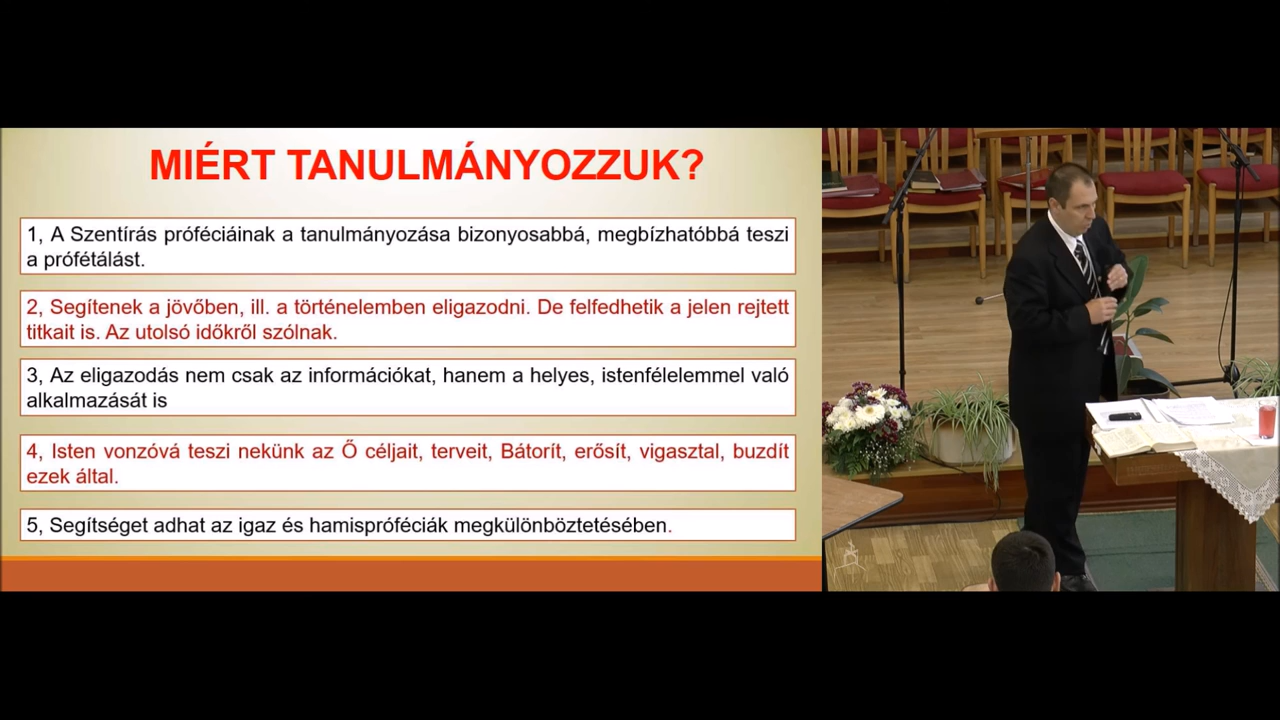 MIÉRT TANULMÁNYOZZUK?
1, A Szentírás próféciáinak a tanulmányozása bizonyosabbá, megbízhatóbbá teszi
a prófétálást.
2, Segítenek a jövőben, ill. a történelemben eligazodni. De felfedhetik a jelen rejtett
titkait is. Az utolsó időkről szólnak.
3, Az eligazodás nem csak az információkat, hanem a helyes, istenfélelemmel való
alkalmazását is
4, Isten vonzóvá teszi nekünk az Ő céljait, terveit, Bátorít, erősít, vigasztal, buzdít
ezek által.
5, Segítséget adhat az igaz és hamispróféciák megkülönböztetésében.